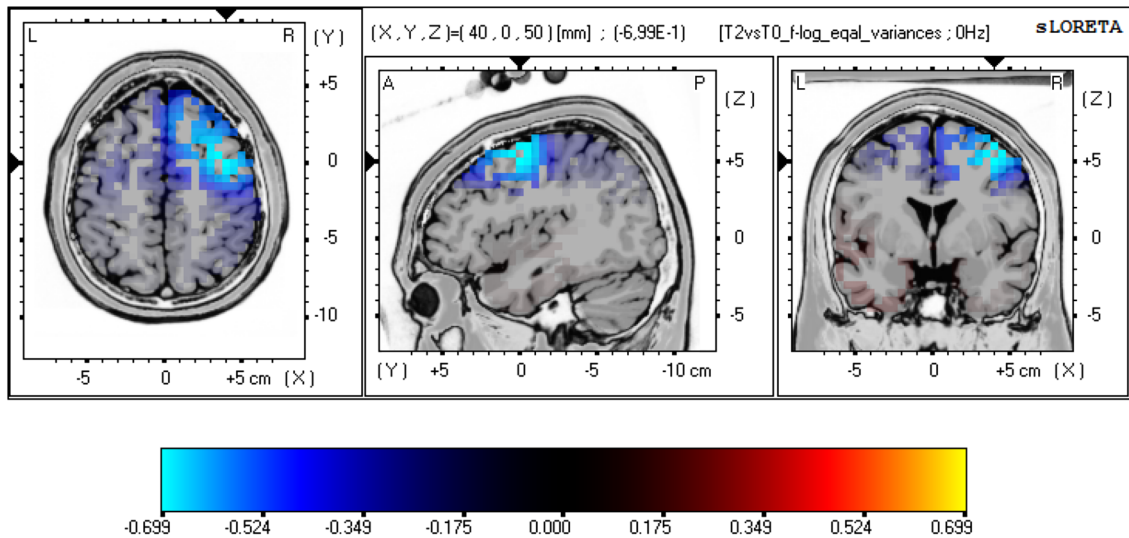 L R (Y) (X,Y,Z)=( 40 , 0 , 50 ) [mm] ; (-6,99E-1) [T2vsT0_f-log_eqal_variances ; 0Hz] sLORETA
A P (Z) L R (Z)
+5
0
-5
-10
-5 0 +5 cm (X)
+5
0
-5
(Y) +5 0 -5 -10 cm
+5
0
-5
-5 0 +5 cm (X)
-0.699 -0.524 -0.349 -0.175 0.000 0.175 0.349 0.524 0.699